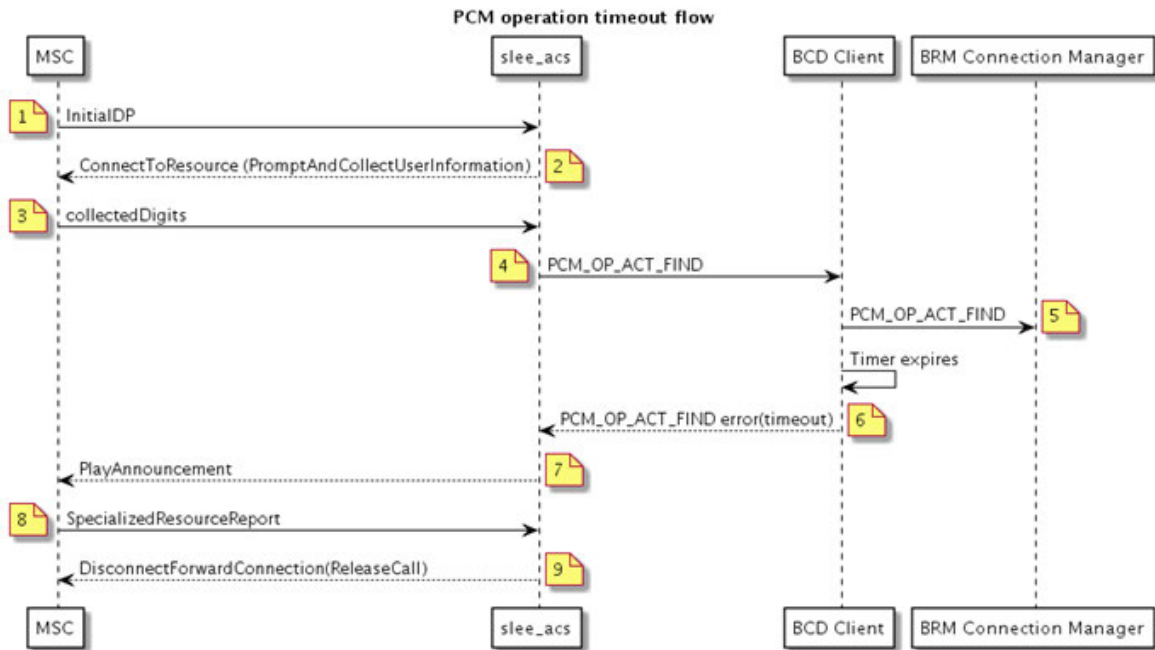 PCM operation timeout flow
MSC
slee_acs
BCD Client
BRM Connection Manager
1
InitialDP
ConnectToResource (PromptAndCollectUserInformation)
2
3
collectedDigits
4
PCM_OP_ACT_FIND
PCM_OP_ACT_FIND
5
Timer expires
PCM_OP_ACT_FIND error(timeout)
6
PlayAnnouncement
7
8
SpecializedResourceReport
DisconnectForwardConnection(ReleaseCall)
9
MSC
slee_acs
BCD Client
BRM Connection Manager